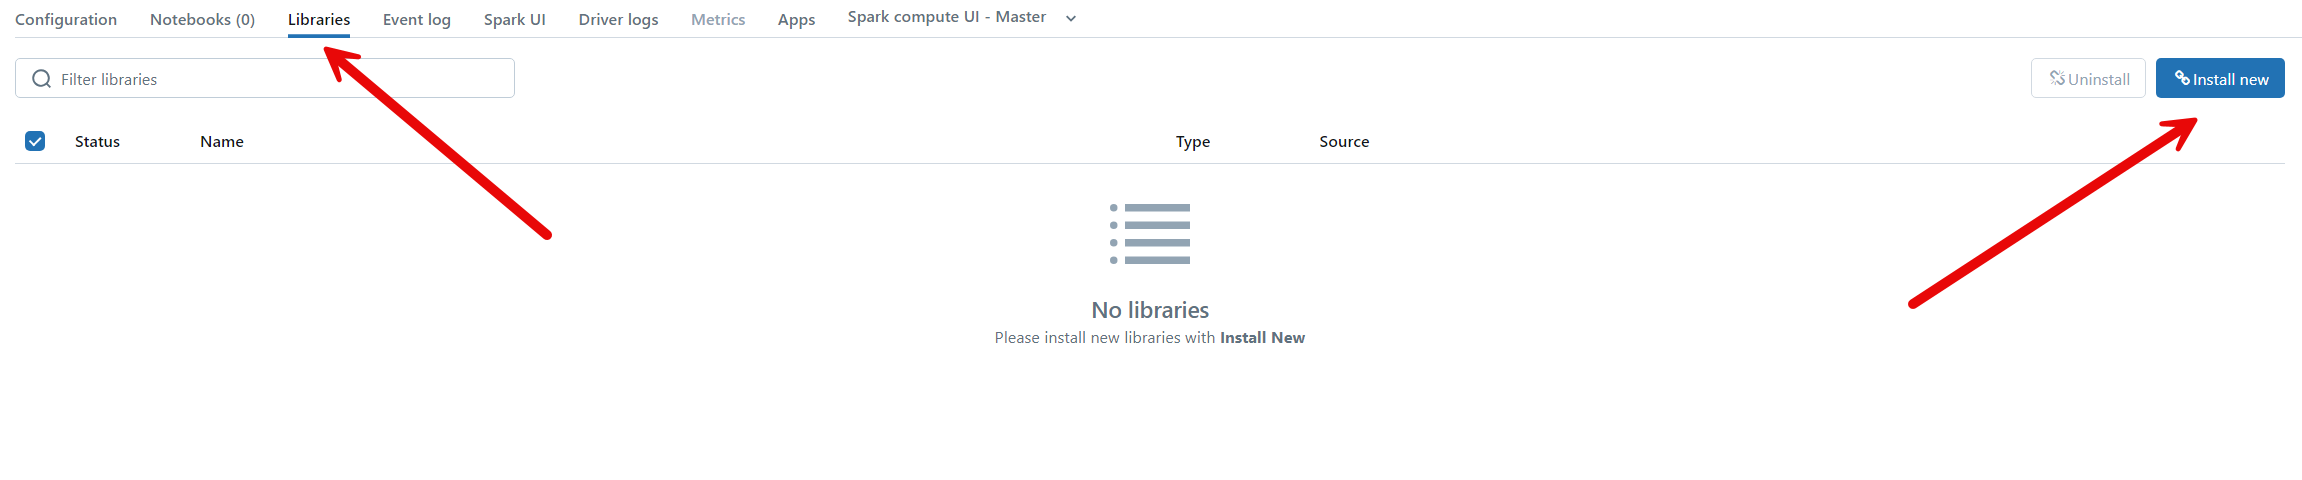 Configuration Notebooks (0) Libraries Event log Spark UI Driver logs Metrics Apps Spark compute UI - Master
Filter libraries Uninstall Install new
Status Name Type Source
No libraries
Please install new libraries with Install New